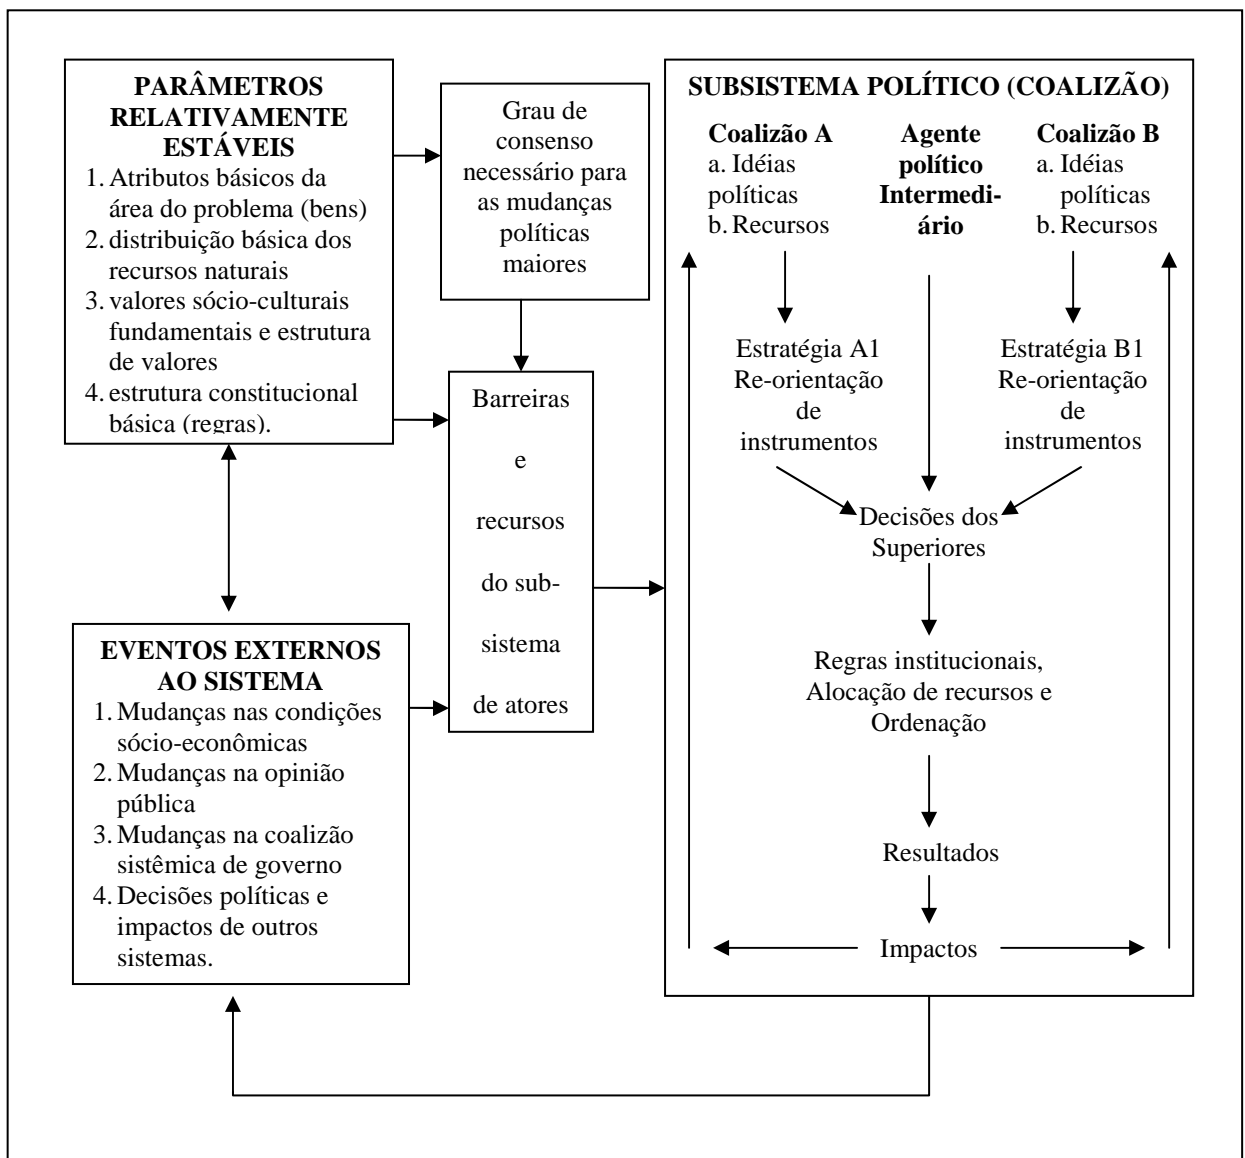 PARÂMETROS
RELATIVAMENTE
ESTÁVEIS
1. Atributos básicos da
área do problema (bens)
2. distribuição básica dos
recursos naturais
3. valores sócio-culturais
fundamentais e estrutura
de valores
4. estrutura constitucional
básica (regras).
Grau de
consenso
necessário para
as mudanças
políticas
maiores
Barreiras
e
recursos
do sub-
sistema
de atores
EVENTOS EXTERNOS
AO SISTEMA
1. Mudanças nas condições
sócio-econômicas
2. Mudanças na opinião
pública
3. Mudanças na coalizão
sistêmica de governo
4. Decisões políticas e
impactos de outros
sistemas.
SUBSISTEMA POLÍTICO (COALIZÃO)
Coalizão A
a. Idéias
políticas
b. Recursos
Agente
político
Intermedi-
ário
Coalizão B
a. Idéias
políticas
b. Recursos
Estratégia A1
Re-orientação
de
instrumentos
Estratégia B1
Re-orientação
de
instrumentos
Decisões dos
Superiores
Regras institucionais,
Alocação de recursos e
Ordenação
Resultados
Impactos